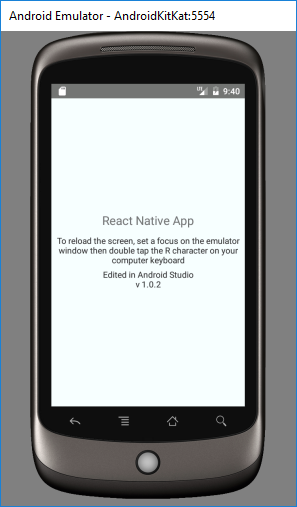 Android Emulator - AndroidKitKat:5554
9:40
React Native App
To reload the screen, set a focus on the emulator
window then double tap the R character on your
computer keyboard
Edited in Android Studio
v 1.0.2